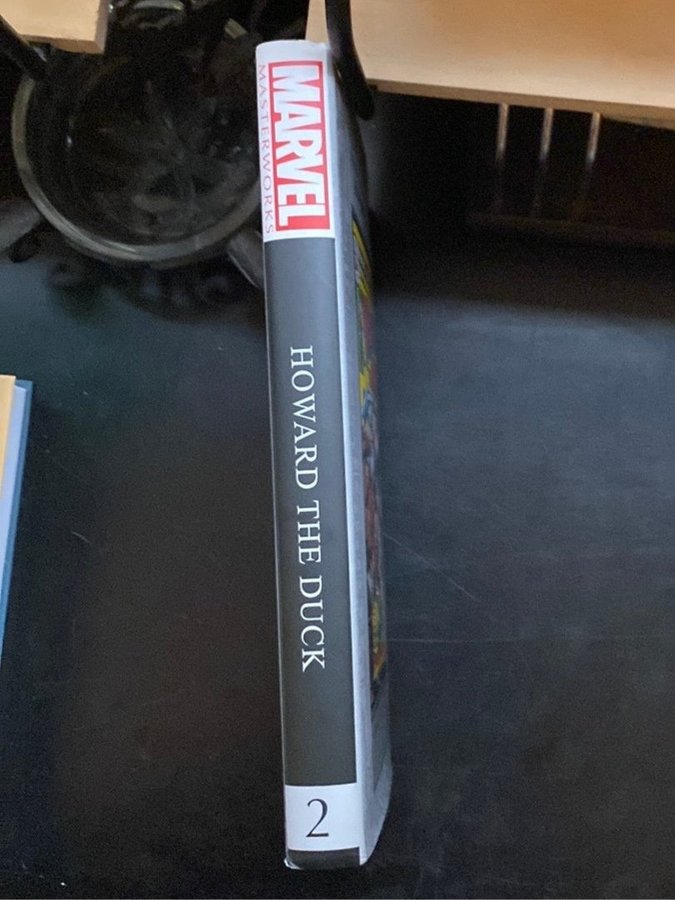 MARVEL
MASTERWORKS
HOWARD THE DUCK
2